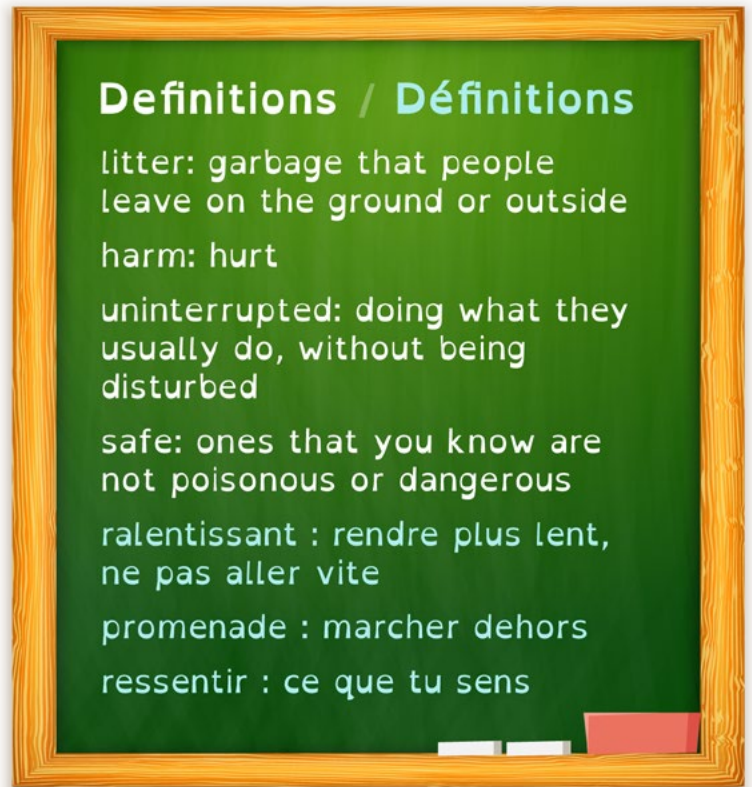 Definitions / Définitions
litter: garbage that people
leave on the ground or outside
harm: hurt
uninterrupted: doing what they
usually do, without being
disturbed
safe: ones that you know are
not poisonous or dangerous
ralentissant : rendre plus lent,
ne pas aller vite
promenade : marcher dehors
ressentir : ce que tu sens